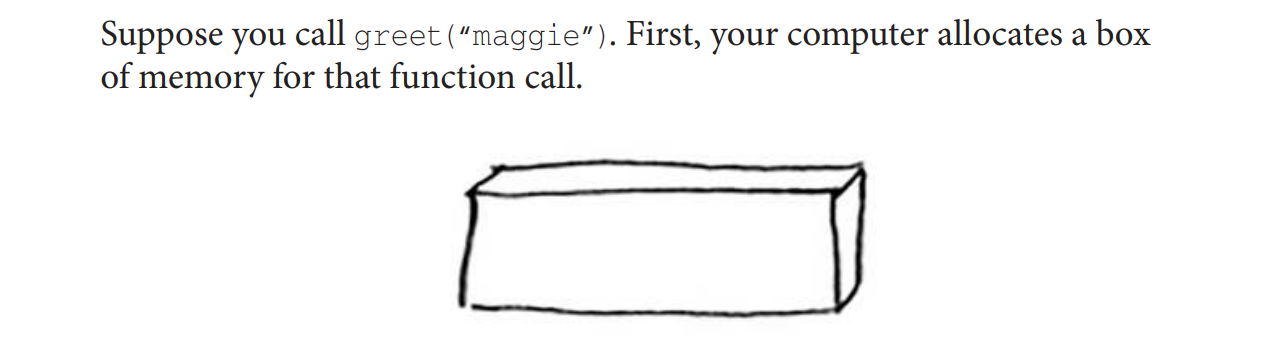 Suppose you call greet(“maggie”). First, your computer allocates a box
of memory for that function call.